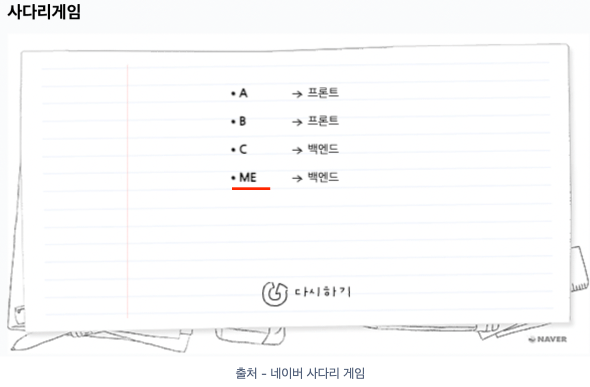 사다리게임
• A → 프론트
• B → 프론트
• C → 백엔드
• ME → 백엔드
다시하기
NAVER
출처 - 네이버 사다리 게임